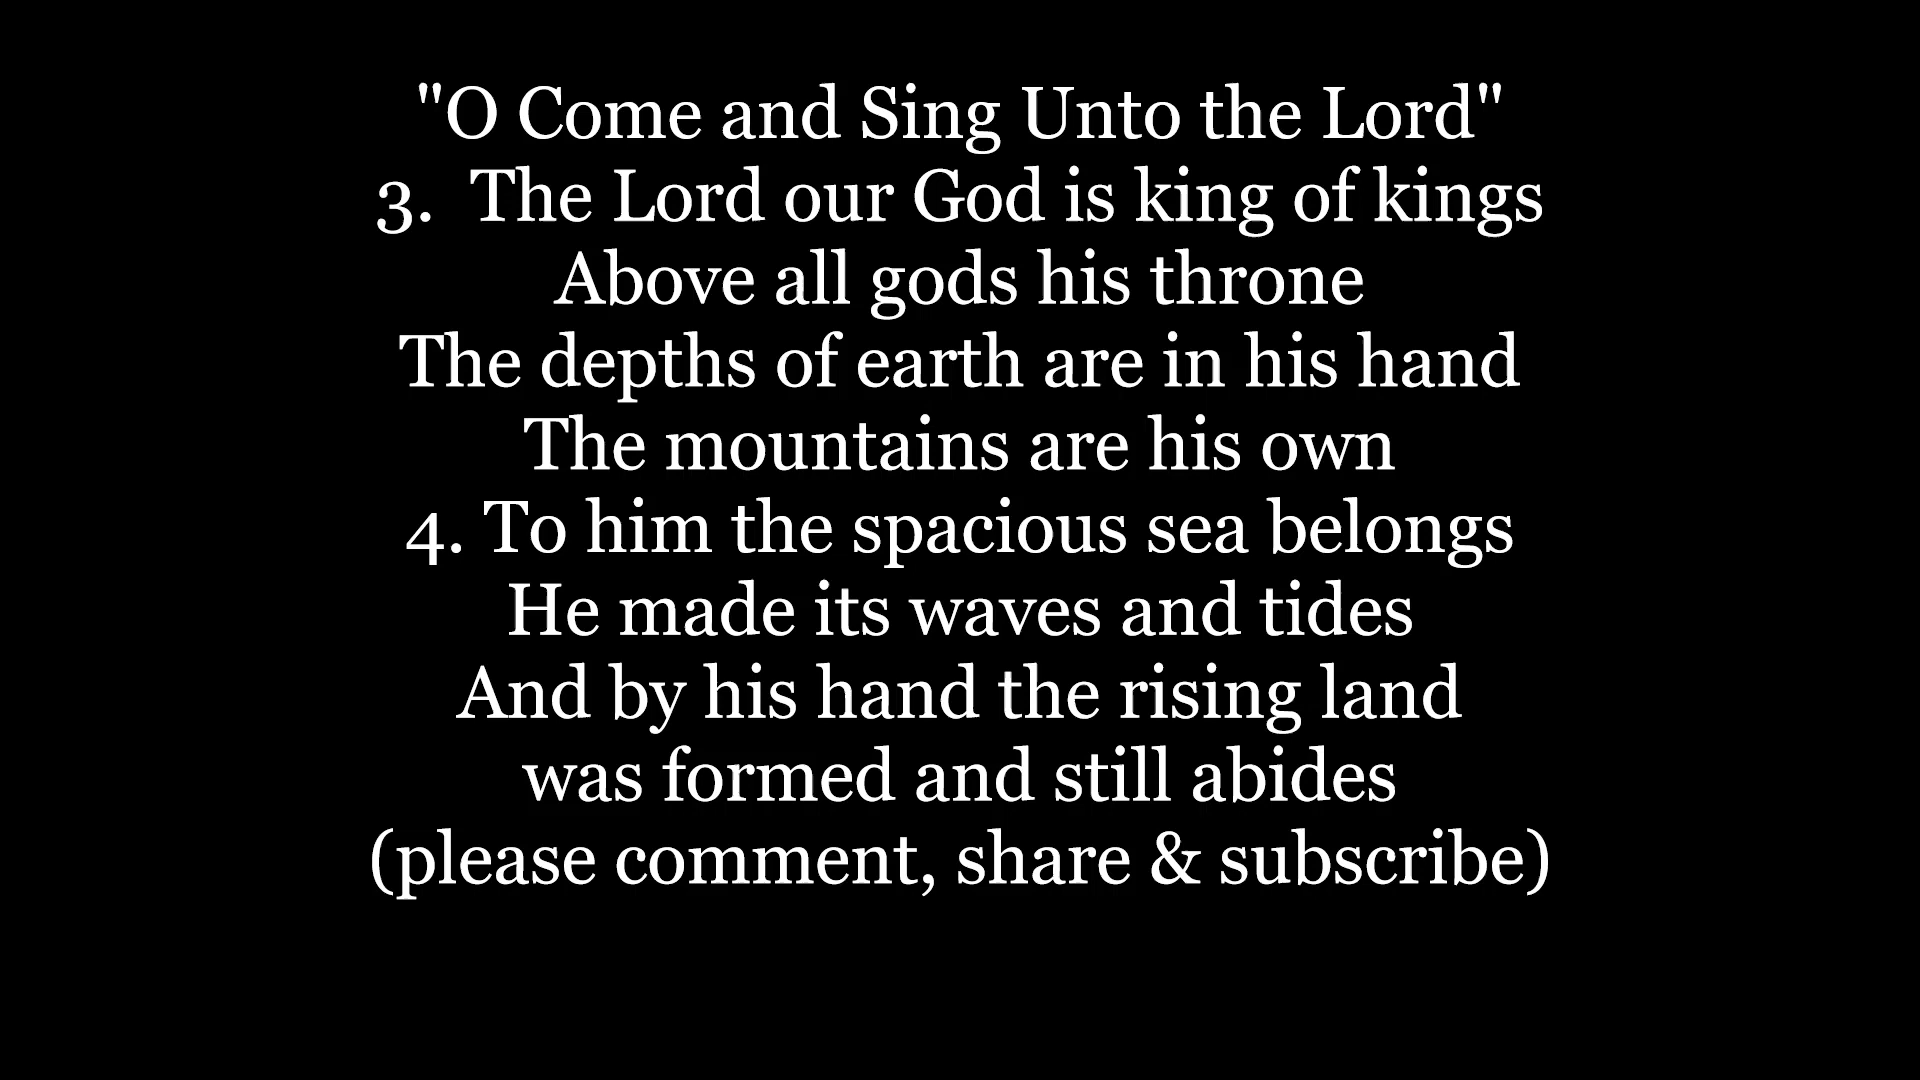 "O Come and Sing Unto the Lord"
3.  The Lord our God is king of kings
Above all gods his throne
The depths of earth are in his hand
The mountains are his own
4. To him the spacious sea belongs
He made its waves and tides
And by his hand the rising land
was formed and still abides
(please comment, share & subscribe)